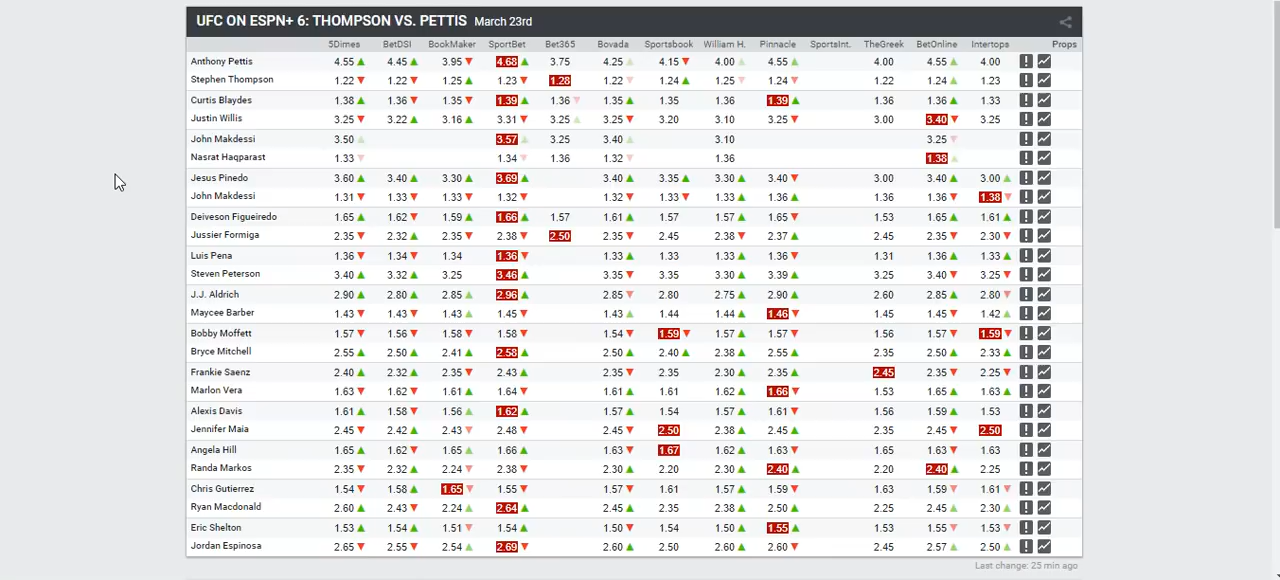 UFC ON ESPN+ 6: THOMPSON VS. PETTIS March 23rd
5Dimes BetDSI BookMaker SportBet Bet365 Bovada Sportsbook William H. Pinnacle SportsInt. TheGreek BetOnline Intertops Props
Anthony Pettis 4.55▲ 4.45▲ 3.95▼ 4.68▲ 3.75 4.25▲ 4.15▼ 4.00▲ 4.55▲ 4.00 4.55▲ 4.00
Stephen Thompson 1.22▼ 1.22▼ 1.25▲ 1.23▼ 1.28 1.22▼ 1.24▲ 1.25▼ 1.24▼ 1.22 1.24▲ 1.23
Curtis Blaydes 1.38▲ 1.36▼ 1.35▼ 1.39▲ 1.36▼ 1.35▲ 1.35 1.36 1.39▲ 1.36 1.36▲ 1.33
Justin Willis 3.25▼ 3.22▲ 3.16▲ 3.31▼ 3.25▲ 3.25▼ 3.20 3.10 3.25▼ 3.00 3.40▼ 3.25
John Makdessi 3.50▲ 3.57▲ 3.25 3.40▲ 3.10 3.25▼
Nasrat Haqparast 1.33▼ 1.34▼ 1.36 1.32▼ 1.36 1.38▲
Jesus Pinedo 3.60▲ 3.40▲ 3.30▲ 3.69▲ 3.40▲ 3.35▲ 3.30▲ 3.40▼ 3.00 3.40▲ 3.00▲
John Makdessi 1.31▼ 1.33▼ 1.33▼ 1.32▼ 1.32▼ 1.33▼ 1.33▲ 1.36▲ 1.36 1.36▼ 1.38▼
Deiveson Figueiredo 1.65▲ 1.62▼ 1.59▲ 1.66▲ 1.57 1.61▲ 1.57 1.57▲ 1.65▼ 1.53 1.65▲ 1.61▲
Jussier Formiga 2.35▼ 2.32▲ 2.35▼ 2.38▼ 2.50 2.35▼ 2.45 2.38▼ 2.37▲ 2.45 2.35▼ 2.30▼
Luis Pena 1.36▼ 1.34▼ 1.34 1.36▼ 1.33▲ 1.33 1.33▲ 1.36▼ 1.31 1.36▲ 1.33▲
Steven Peterson 3.40▲ 3.32▲ 3.25 3.46▲ 3.35▼ 3.35 3.30▲ 3.39▲ 3.25 3.40▼ 3.25▼
J.J. Aldrich 2.90▲ 2.80▲ 2.85▲ 2.96▲ 2.85▼ 2.80 2.75▲ 2.90▲ 2.60 2.85▲ 2.80▼
Maycee Barber 1.43▼ 1.43▼ 1.43▲ 1.45▼ 1.43▲ 1.44 1.44▲ 1.46▼ 1.45 1.45▼ 1.42▲
Bobby Moffett 1.57▼ 1.56▼ 1.58▼ 1.58▼ 1.54▼ 1.59▼ 1.57▲ 1.57▼ 1.56 1.57▼ 1.59▼
Bryce Mitchell 2.55▲ 2.50▲ 2.41▲ 2.58▲ 2.50▲ 2.40▲ 2.38▲ 2.55▲ 2.35 2.50▲ 2.33▲
Frankie Saenz 2.40▲ 2.32▲ 2.35▼ 2.43▲ 2.35▼ 2.35 2.30▲ 2.35▲ 2.45 2.35▼ 2.25▼
Marlon Vera 1.63▼ 1.62▼ 1.61▲ 1.64▼ 1.61▲ 1.61 1.62▲ 1.66▼ 1.53 1.65▲ 1.63▲
Alexis Davis 1.61▲ 1.58▼ 1.56▲ 1.62▲ 1.57▲ 1.54 1.57▲ 1.61▼ 1.56 1.59▲ 1.53
Jennifer Maia 2.45▼ 2.42▲ 2.43▼ 2.48▼ 2.45▼ 2.50 2.38▲ 2.45▲ 2.35 2.45▼ 2.50
Angela Hill 1.65▲ 1.62▼ 1.65▲ 1.66▲ 1.63▼ 1.67 1.62▲ 1.63▼ 1.65 1.63▼ 1.63
Randa Markos 2.35▼ 2.32▲ 2.24▼ 2.38▼ 2.30▲ 2.20 2.30▲ 2.40▲ 2.20 2.40▲ 2.25
Chris Gutierrez 1.54▼ 1.58▲ 1.65▼ 1.55▼ 1.57▼ 1.61 1.57▲ 1.59▼ 1.63 1.59▼ 1.61▼
Ryan Macdonald 2.60▲ 2.43▼ 2.24▲ 2.64▲ 2.45▲ 2.35 2.38▲ 2.50▲ 2.25 2.45▲ 2.30▲
Eric Shelton 1.53▲ 1.54▲ 1.51▼ 1.54▲ 1.50▼ 1.54 1.50▲ 1.55▲ 1.53 1.53▼ 1.53▼
Jordan Espinosa 2.65▼ 2.55▼ 2.54▲ 2.69▼ 2.60▲ 2.50 2.60▲ 2.60▼ 2.45 2.57▲ 2.50▲
Last change: 25 min ago